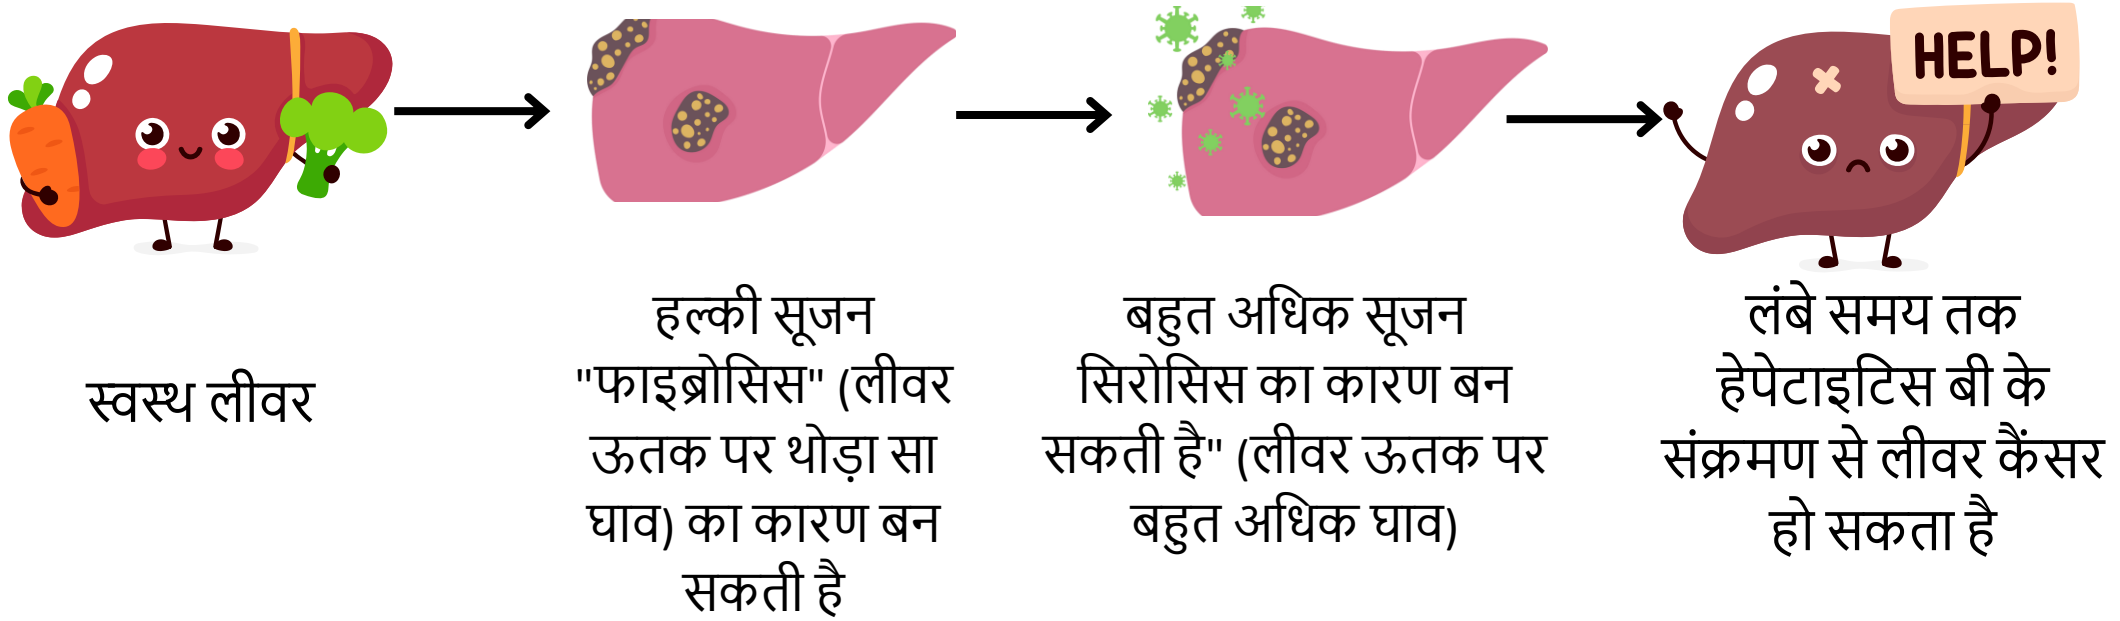 HELP!
स्वस्थ लीवर
हल्की सूजन
"फाइब्रोसिस" (लीवर
ऊतक पर थोड़ा सा
घाव) का कारण बन
सकती है
बहुत अधिक सूजन
सिरोसिस का कारण बन
सकती है" (लीवर ऊतक पर
बहुत अधिक घाव)
लंबे समय तक
हेपेटाइटिस बी के
संक्रमण से लीवर कैंसर
हो सकता है